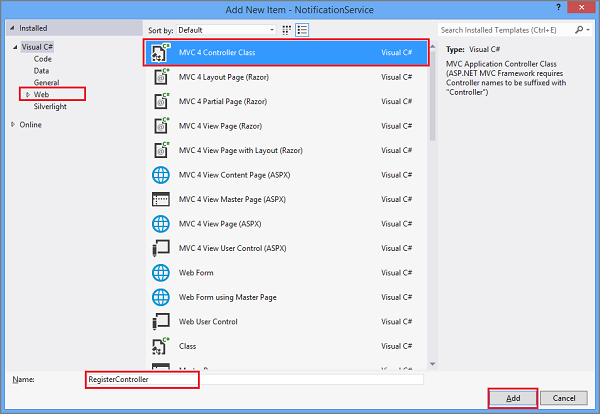 Add New Item - NotificationService
Installed
Sort by: Default
Search Installed Templates (Ctrl+E)
Visual C#
Code
Data
General
Web
Silverlight
Online
MVC 4 Controller Class Visual C#
MVC 4 Layout Page (Razor) Visual C#
MVC 4 Partial Page (Razor) Visual C#
MVC 4 View Page (Razor) Visual C#
MVC 4 View Page with Layout (Razor) Visual C#
MVC 4 View Content Page (ASPX) Visual C#
MVC 4 View Master Page (ASPX) Visual C#
MVC 4 View Page (ASPX) Visual C#
MVC 4 View User Control (ASPX) Visual C#
Web Form Visual C#
Web Form using Master Page Visual C#
Web User Control Visual C#
Class Visual C#
Type: Visual C#
MVC Application Controller Class
(ASP.NET MVC Framework requires
Controller names to be suffixed with
"Controller")
Name: RegisterController
Add Cancel